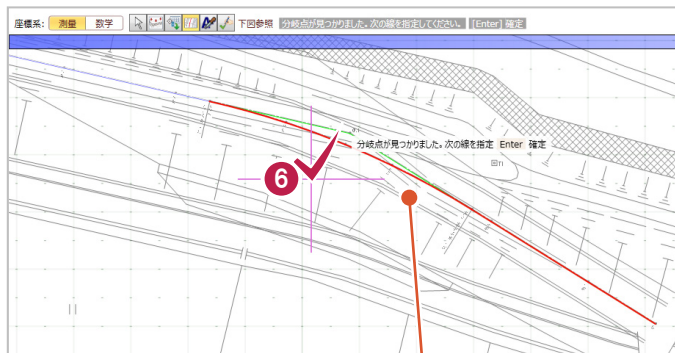 座標系: 測量 数学 下図参照 分岐点が見つかりました。次の線を指定してください。 [Enter] 確定
分岐点が見つかりました。次の線を指定 Enter 確定
6